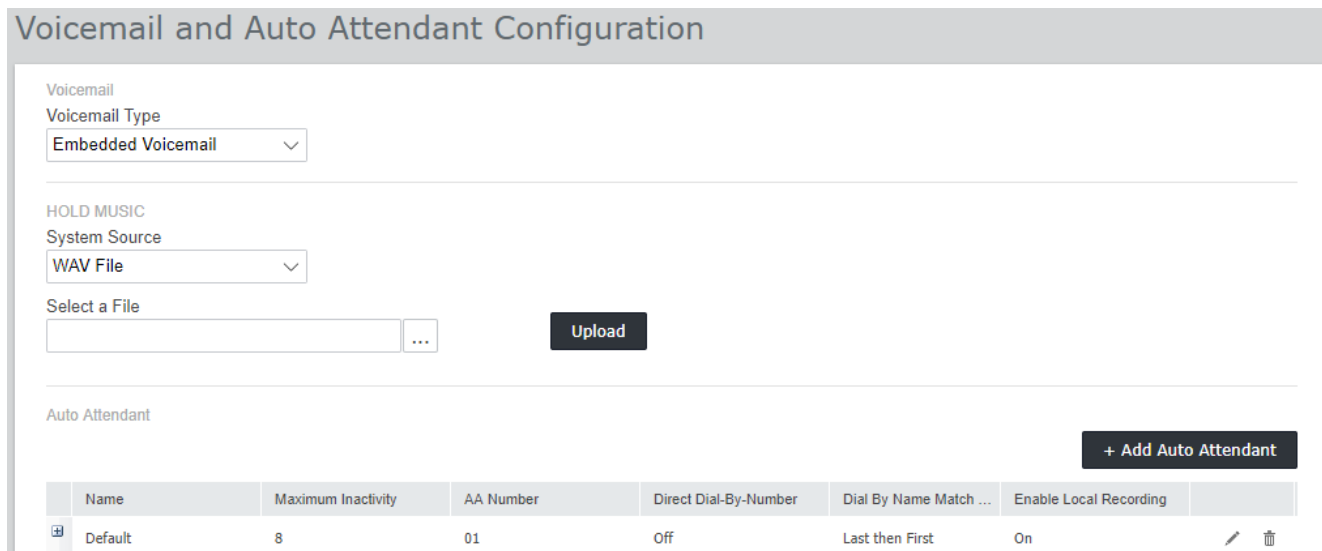 Voicemail and Auto Attendant Configuration
Voicemail
Voicemail Type
Embedded Voicemail
HOLD MUSIC
System Source
WAV File
Select a File
...
Upload
Auto Attendant
+ Add Auto Attendant
Name Maximum Inactivity AA Number Direct Dial-By-Number Dial By Name Match ... Enable Local Recording
Default 8 01 Off Last then First On